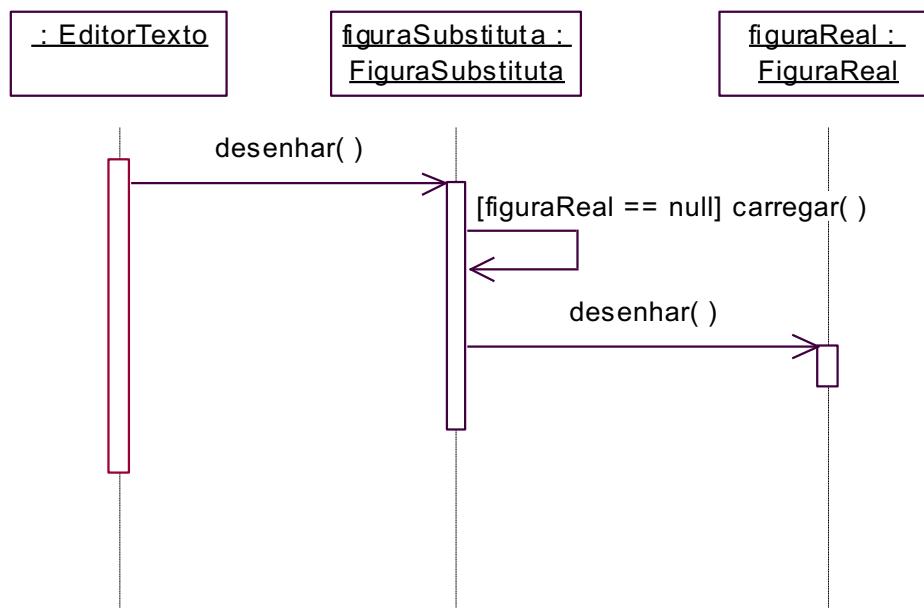 : EditorTexto
figuraSubstituta :
FiguraSubstituta
figuraReal :
FiguraReal
desenhar( )
[figuraReal == null] carregar( )
desenhar( )